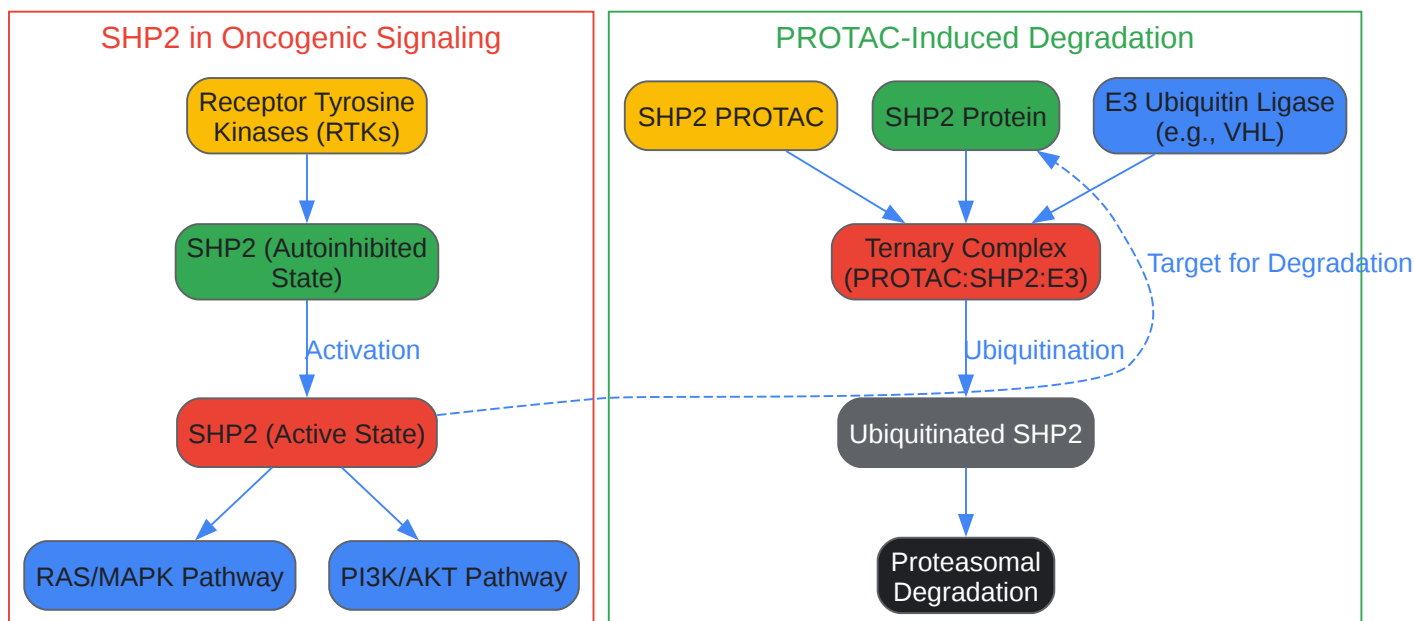 SHP2 in Oncogenic Signaling
Receptor Tyrosine
Kinases (RTKs)
SHP2 (Autoinhibited
State)
Activation
SHP2 (Active State)
RAS/MAPK Pathway
PI3K/AKT Pathway
PROTAC-Induced Degradation
SHP2 PROTAC
SHP2 Protein
E3 Ubiquitin Ligase
(e.g., VHL)
Ternary Complex
(PROTAC:SHP2:E3)
Target for Degradation
Ubiquitination
Ubiquitinated SHP2
Proteasomal
Degradation